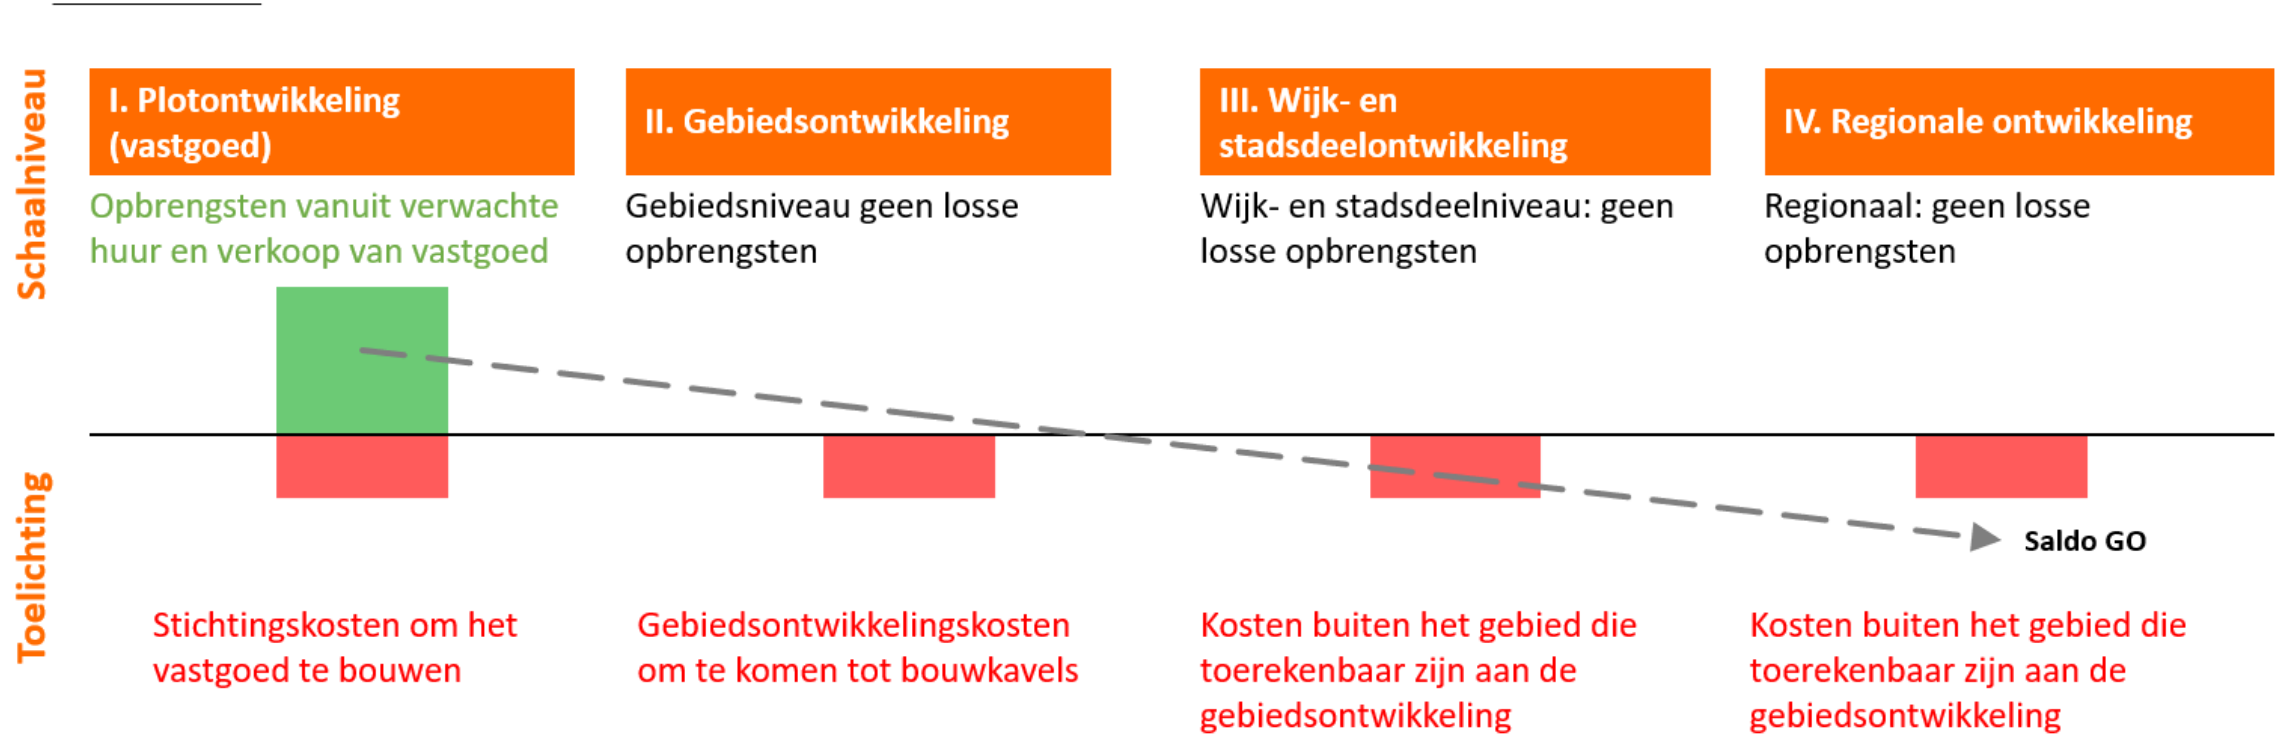 Schaalniveau
I. Plotontwikkeling
(vastgoed)
II. Gebiedsontwikkeling
III. Wijk- en
stadsdeelontwikkeling
IV. Regionale ontwikkeling
Opbrengsten vanuit verwachte
huur en verkoop van vastgoed
Gebiedsniveau geen losse
opbrengsten
Wijk- en stadsdeelniveau: geen
losse opbrengsten
Regionaal: geen losse
opbrengsten
Saldo GO
Toelichting
Stichtingskosten om het
vastgoed te bouwen
Gebiedsontwikkelingskosten
om te komen tot bouwkavels
Kosten buiten het gebied die
toerekenbaar zijn aan de
gebiedsontwikkeling
Kosten buiten het gebied die
toerekenbaar zijn aan de
gebiedsontwikkeling